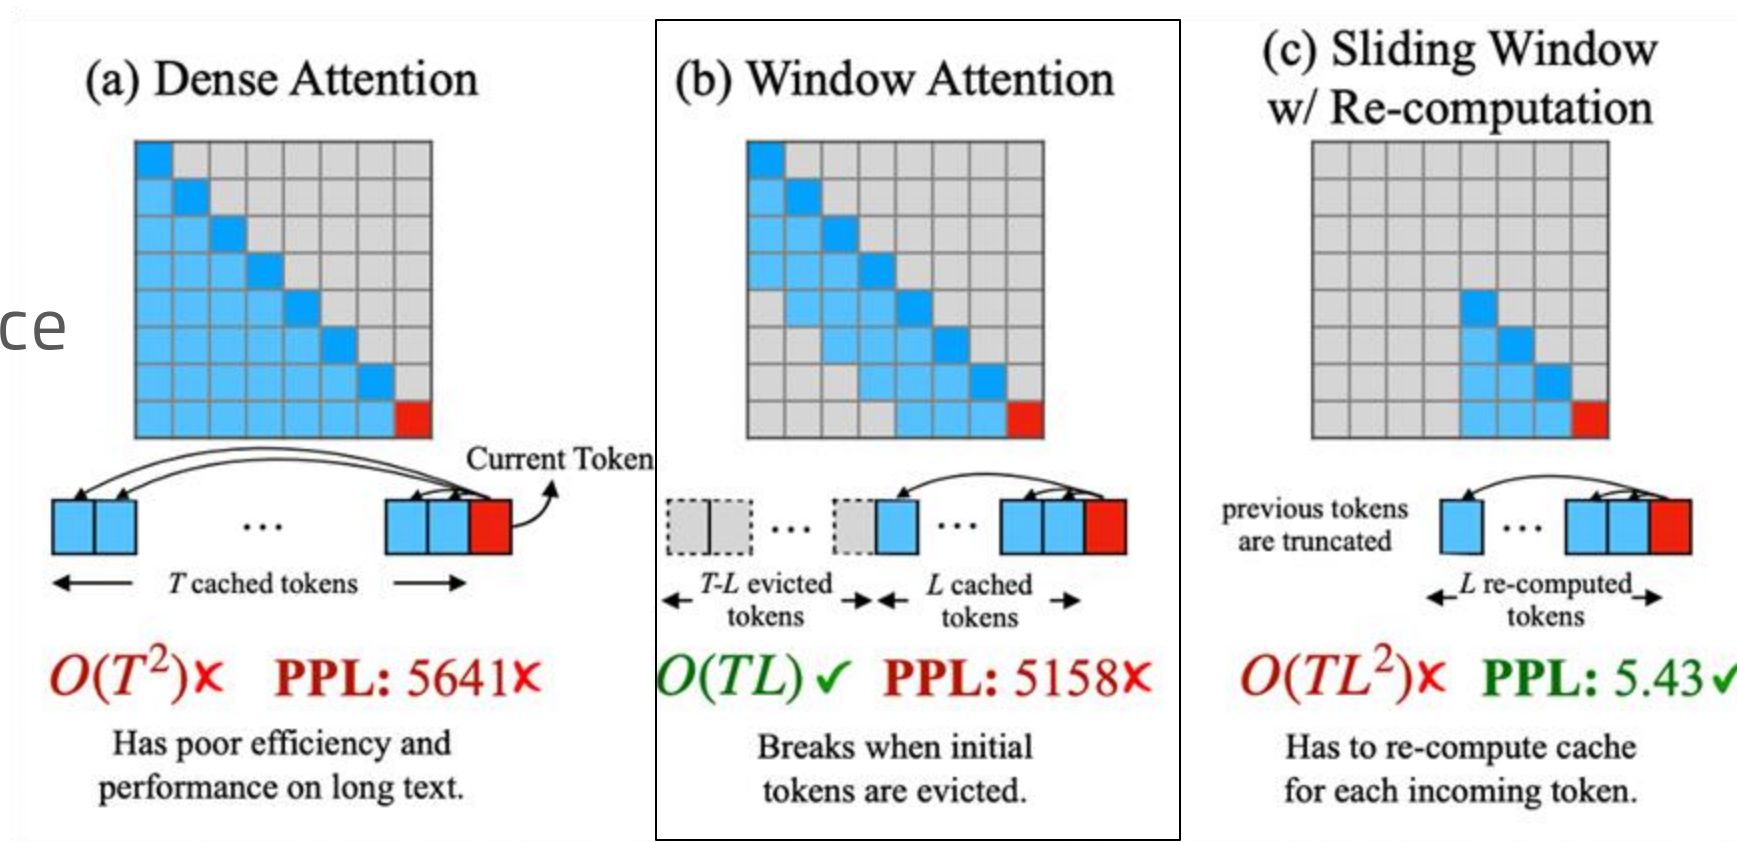 (a) Dense Attention
Current Token
...
T cached tokens
O(T²)✗ PPL: 5641✗
Has poor efficiency and
performance on long text.
(b) Window Attention
... ...
T-L evicted
tokens
L cached
tokens
O(TL)✓ PPL: 5158✗
Breaks when initial
tokens are evicted.
(c) Sliding Window
w/ Re-computation
previous tokens
are truncated
...
L re-computed
tokens
O(TL²)✗ PPL: 5.43✓
Has to re-compute cache
for each incoming token.